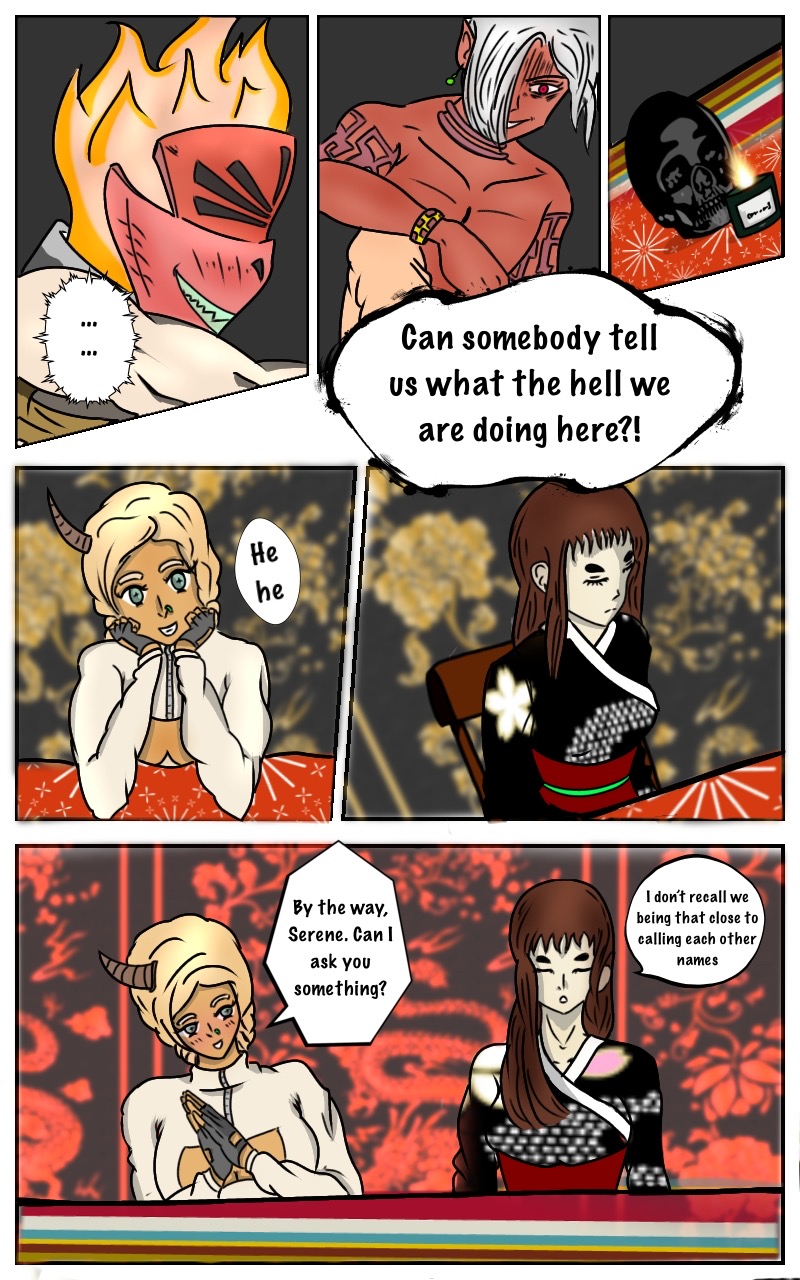 ...
...
Can somebody tell
us what the hell we
are doing here?!
He
he
By the way,
Serene. Can I
ask you
something?
I don't recall we
being that close to
calling each other
names